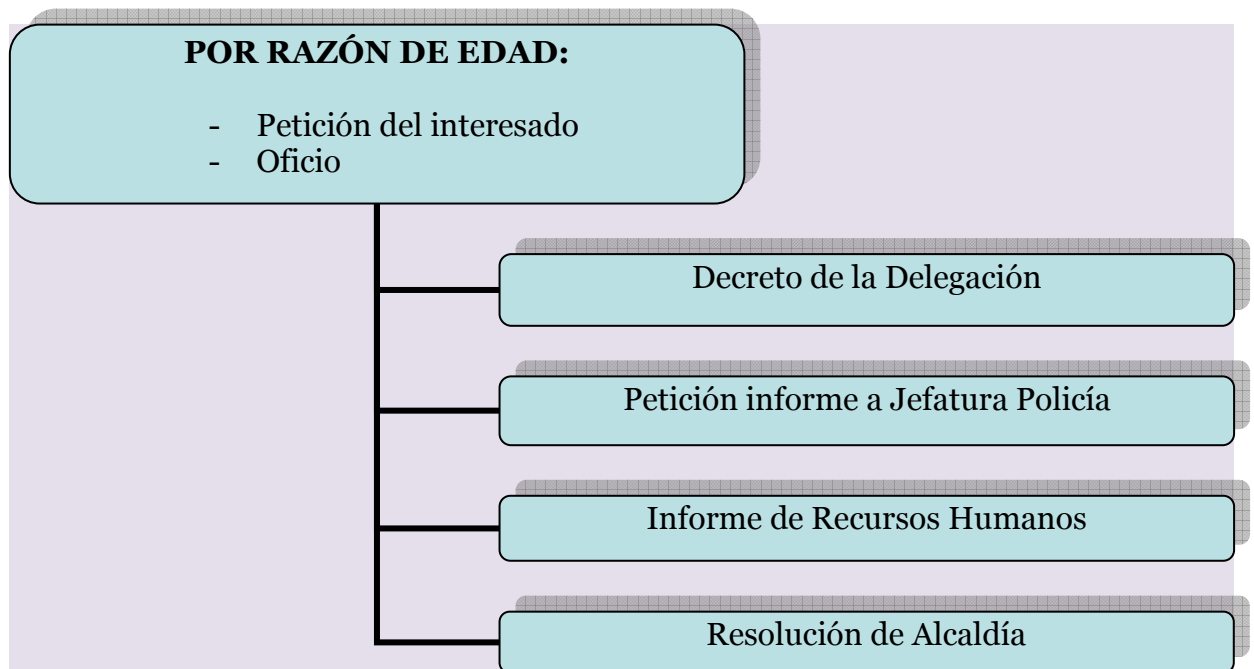 POR RAZÓN DE EDAD:
- Petición del interesado
- Oficio
Decreto de la Delegación
Petición informe a Jefatura Policía
Informe de Recursos Humanos
Resolución de Alcaldía